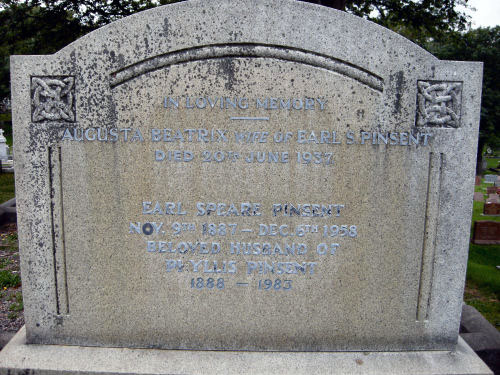 IN LOVING MEMORY
AUGUSTA BEATRIX WIFE OF EARL S. PINSENT
DIED 20TH JUNE 1937
EARL SPEARE PINSENT
NOV. 9TH 1887 – DEC. 6TH 1958
BELOVED HUSBAND OF
PHYLLIS PINSENT
1888 – 1983